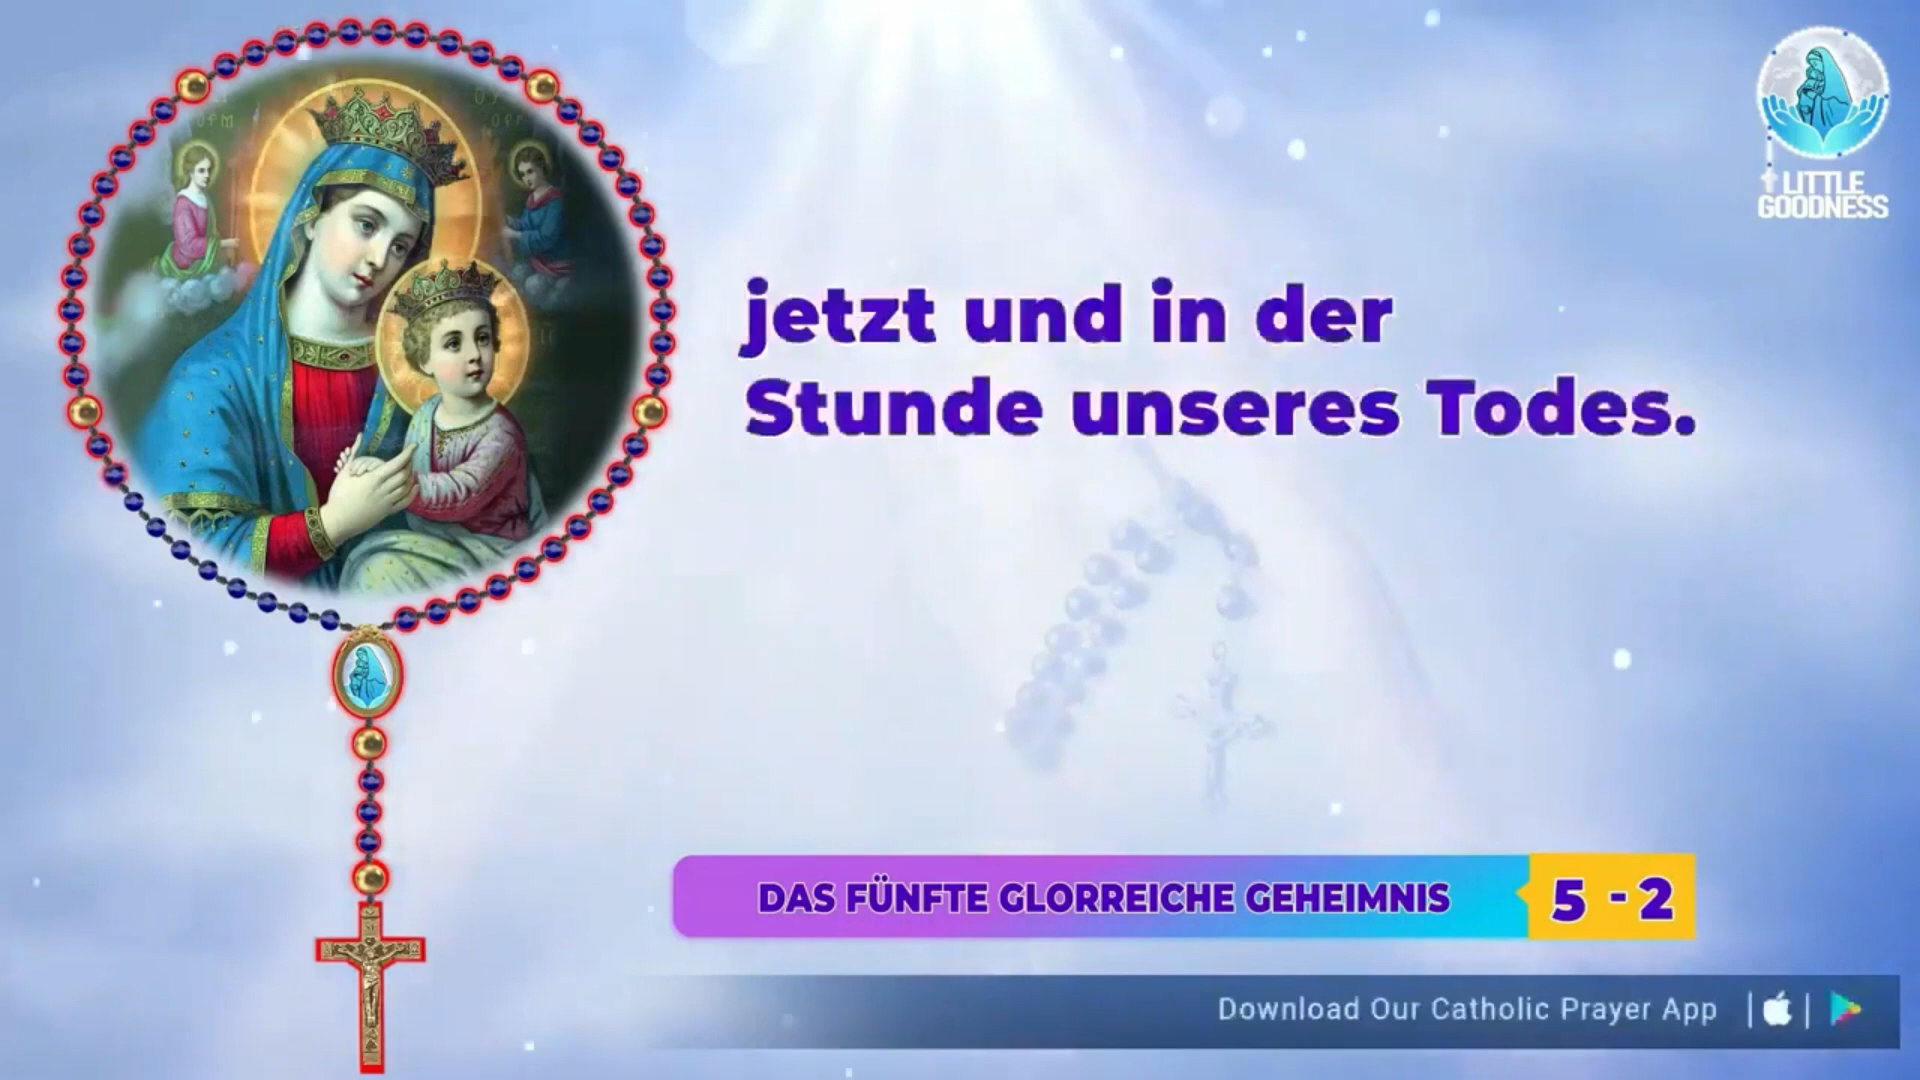 LITTLE
GOODNESS
jetzt und in der
Stunde unseres Todes.
DAS FÜNFTE GLORREICHE GEHEIMNIS
5 - 2
Download Our Catholic Prayer App